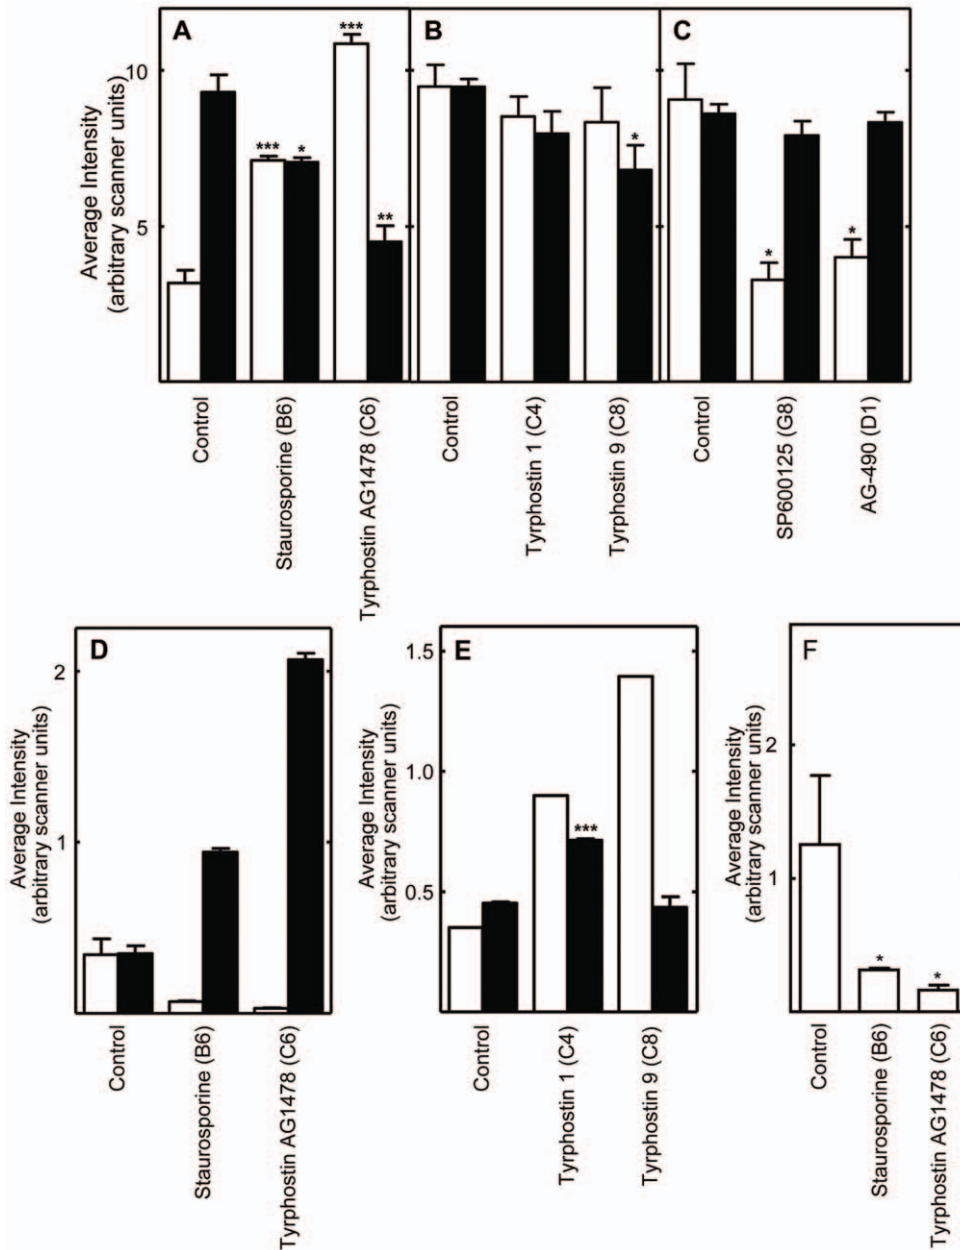 A
B
C
***
***
*
**
*
*
*
10
5
Average Intensity
(arbitrary scanner units)
Control
Staurosporine (B6)
Tyrphostin AG1478 (C6)
Control
Tyrphostin 1 (C4)
Tyrphostin 9 (C8)
Control
SP600125 (G8)
AG-490 (D1)
D
2
1
Average Intensity
(arbitrary scanner units)
Control
Staurosporine (B6)
Tyrphostin AG1478 (C6)
E
1.5
1.0
0.5
***
Average Intensity
(arbitrary scanner units)
Control
Tyrphostin 1 (C4)
Tyrphostin 9 (C8)
F
2
1
*
*
Average Intensity
(arbitrary scanner units)
Control
Staurosporine (B6)
Tyrphostin AG1478 (C6)